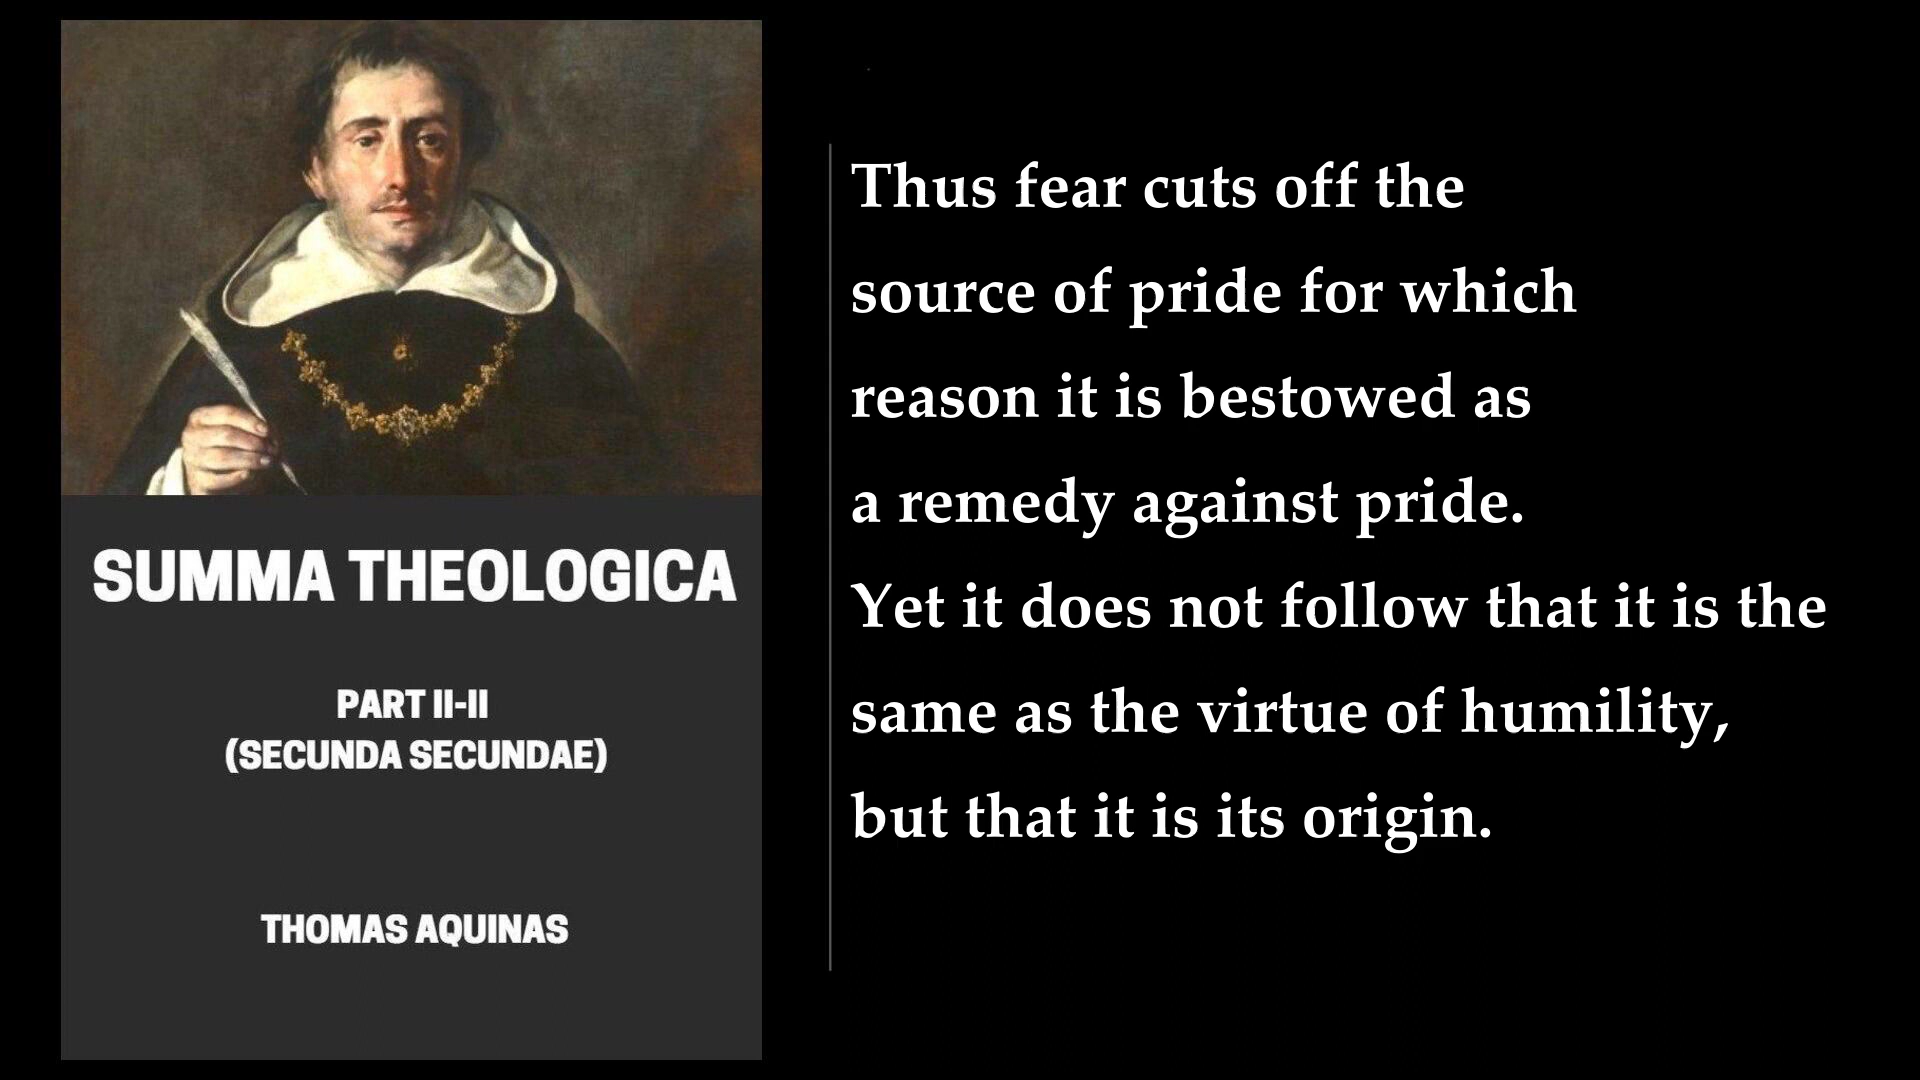 SUMMA THEOLOGICA
PART II-II
(SECUNDA SECUNDAE)
THOMAS AQUINAS
Thus fear cuts off the
source of pride for which
reason it is bestowed as
a remedy against pride.
Yet it does not follow that it is the
same as the virtue of humility,
but that it is its origin.